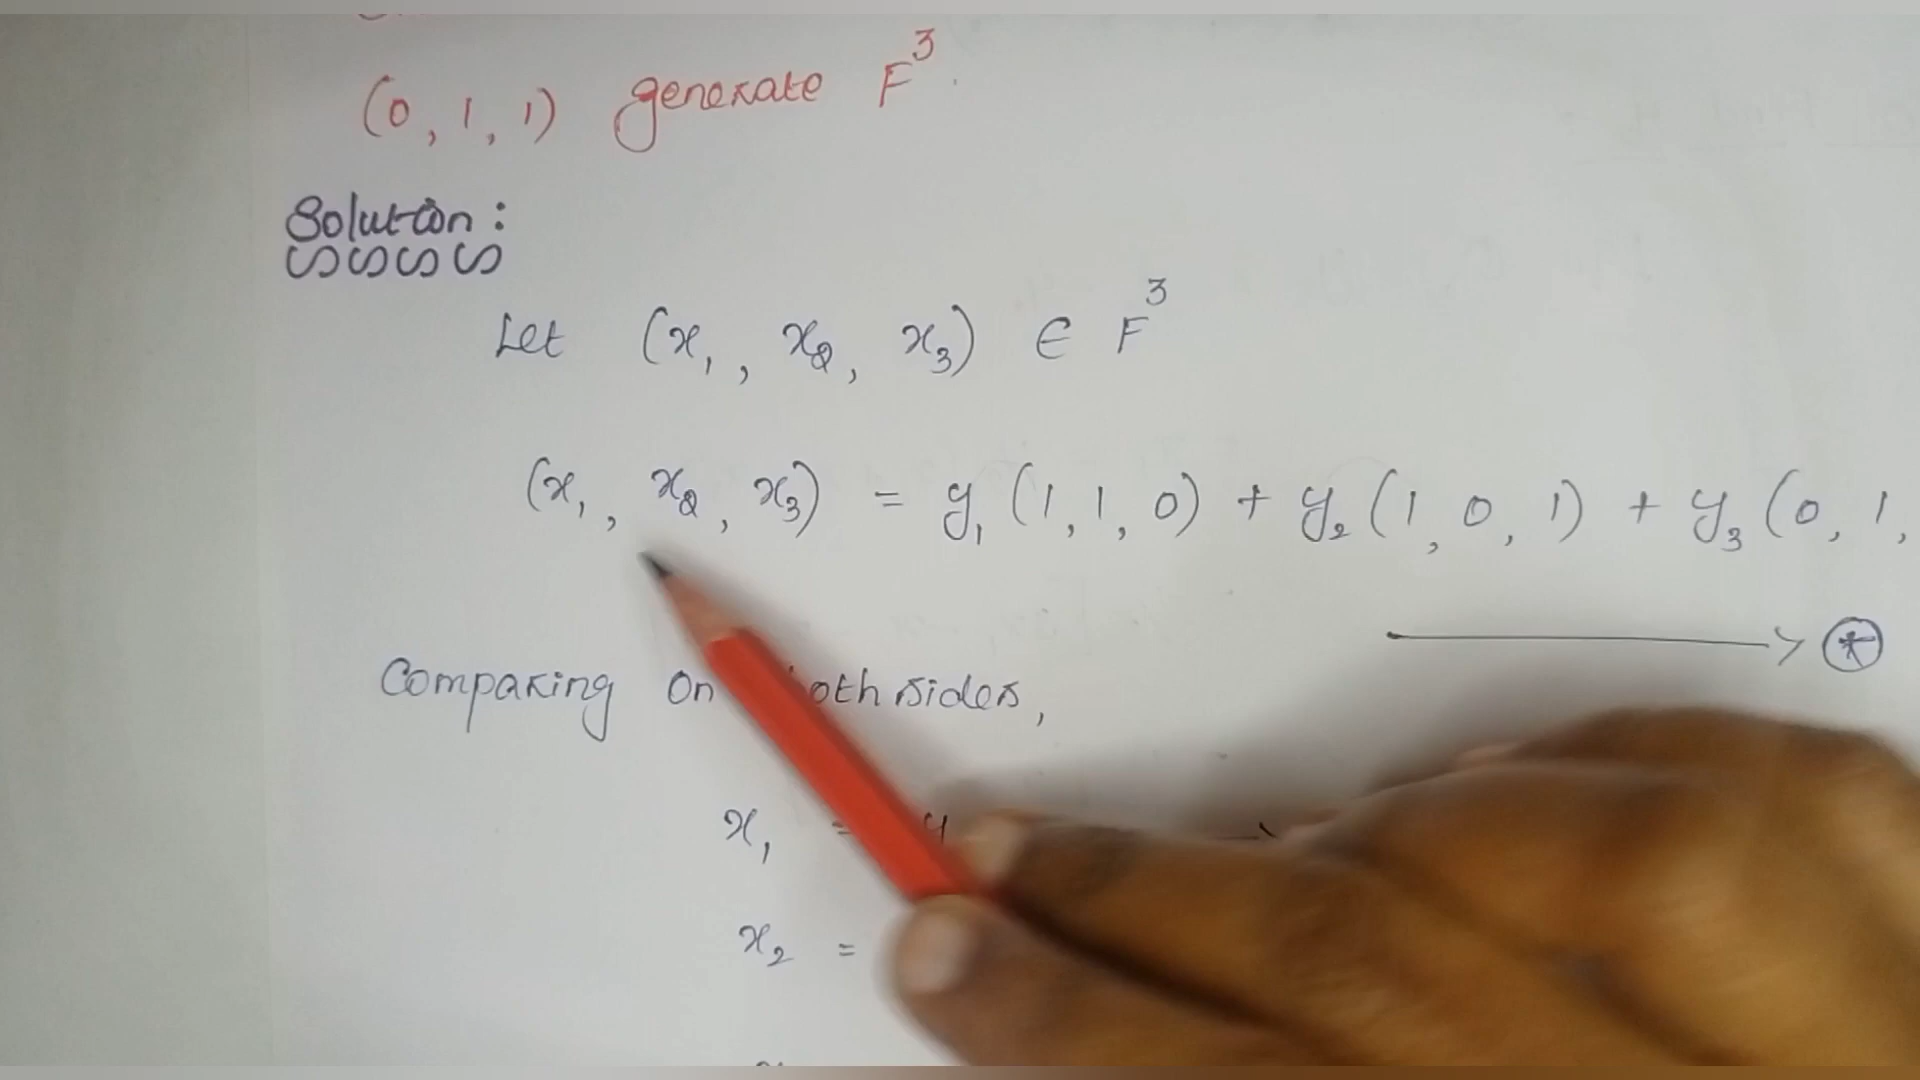 (0, 1, 1) generate F³.
Solution:
Let (x₁, x₂, x₃) ∈ F³
(x₁, x₂, x₃) = y₁(1, 1, 0) + y₂(1, 0, 1) + y₃(0, 1,
⊛
Comparing on both sides,
x₁ = y
x₂ =